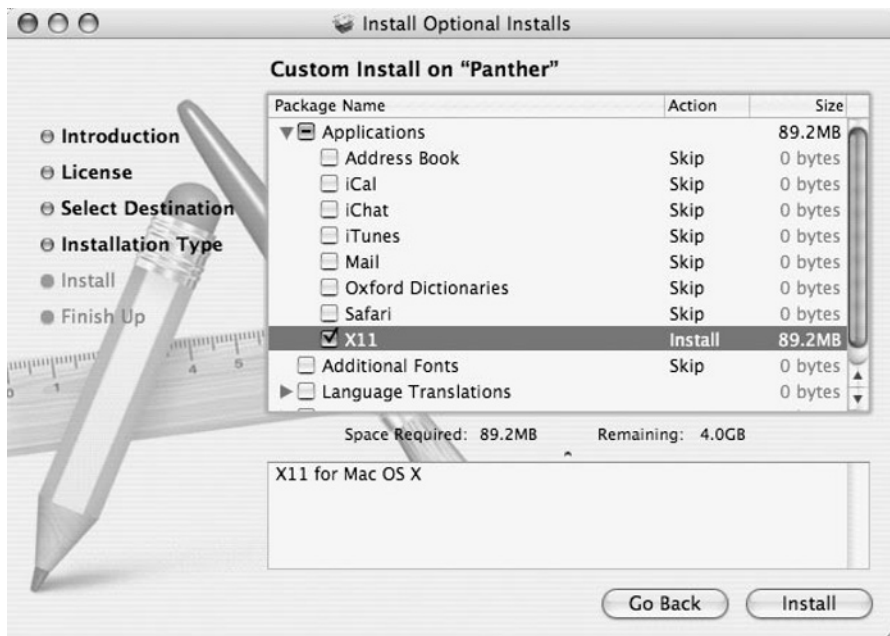 Install Optional Installs
Custom Install on “Panther”
Introduction
License
Select Destination
Installation Type
Install
Finish Up
Package Name Action Size
Applications 89.2MB
Address Book Skip 0 bytes
iCal Skip 0 bytes
iChat Skip 0 bytes
iTunes Skip 0 bytes
Mail Skip 0 bytes
Oxford Dictionaries Skip 0 bytes
Safari Skip 0 bytes
X11 Install 89.2MB
Additional Fonts Skip 0 bytes
Language Translations 0 bytes
Space Required: 89.2MB Remaining: 4.0GB
X11 for Mac OS X
0 1 4 5
Go Back Install